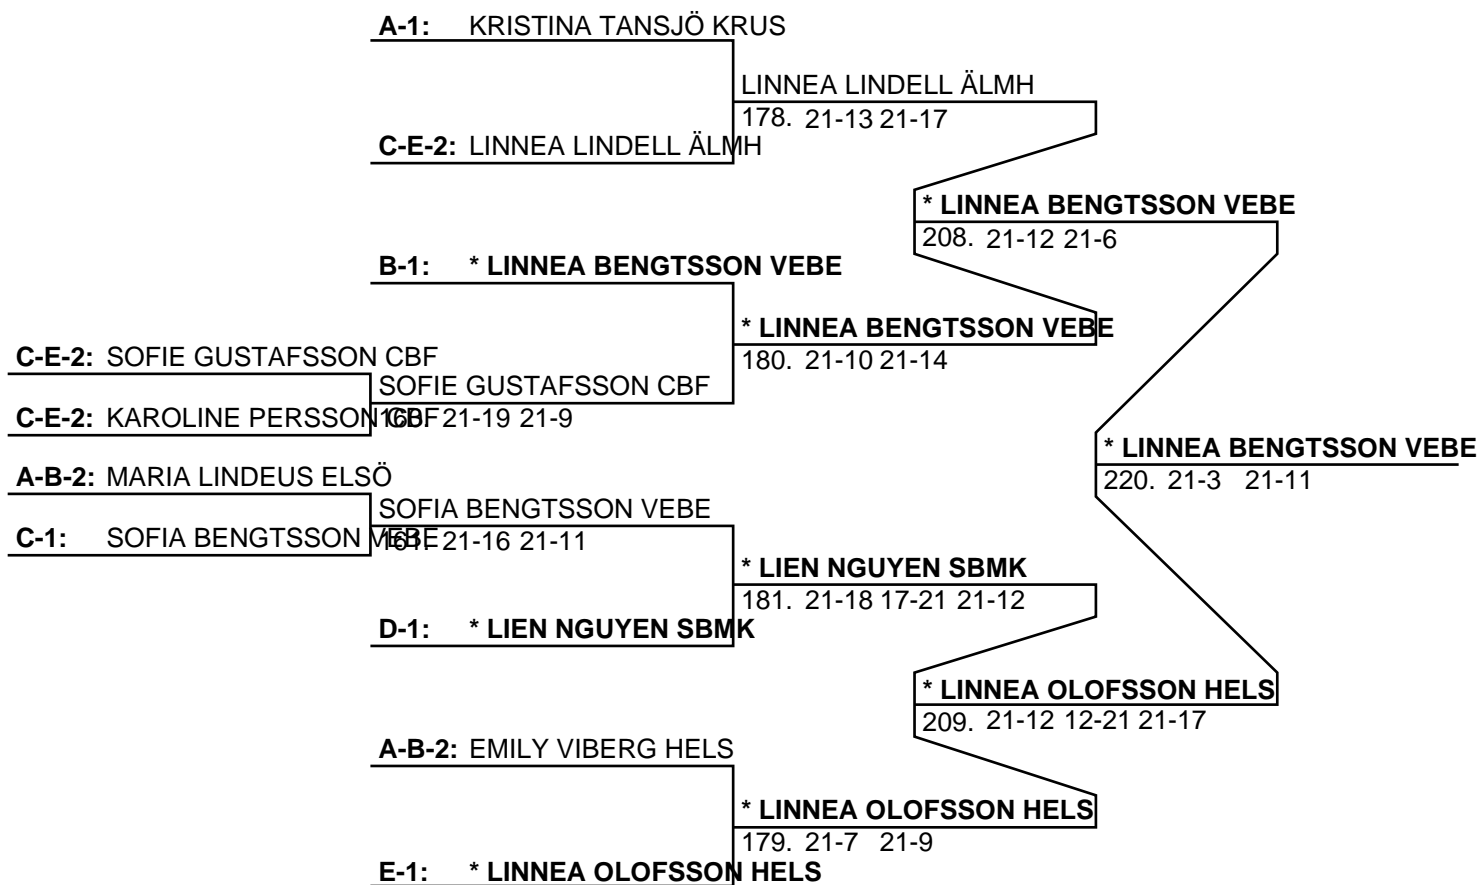 A-1: KRISTINA TANSJÖ KRUS
LINNEA LINDELL ÄLMH
178. 21-13 21-17
C-E-2: LINNEA LINDELL ÄLMH
* LINNEA BENGTSSON VEBE
208. 21-12 21-6
B-1: * LINNEA BENGTSSON VEBE
* LINNEA BENGTSSON VEBE
180. 21-10 21-14
C-E-2: SOFIE GUSTAFSSON CBF
SOFIE GUSTAFSSON CBF
C-E-2: KAROLINE PERSSON CBF
160. 21-19 21-9
* LINNEA BENGTSSON VEBE
220. 21-3 21-11
A-B-2: MARIA LINDEUS ELSÖ
SOFIA BENGTSSON VEBE
C-1: SOFIA BENGTSSON VEBE
161. 21-16 21-11
* LIEN NGUYEN SBMK
181. 21-18 17-21 21-12
D-1: * LIEN NGUYEN SBMK
* LINNEA OLOFSSON HELS
209. 21-12 12-21 21-17
A-B-2: EMILY VIBERG HELS
* LINNEA OLOFSSON HELS
179. 21-7 21-9
E-1: * LINNEA OLOFSSON HELS